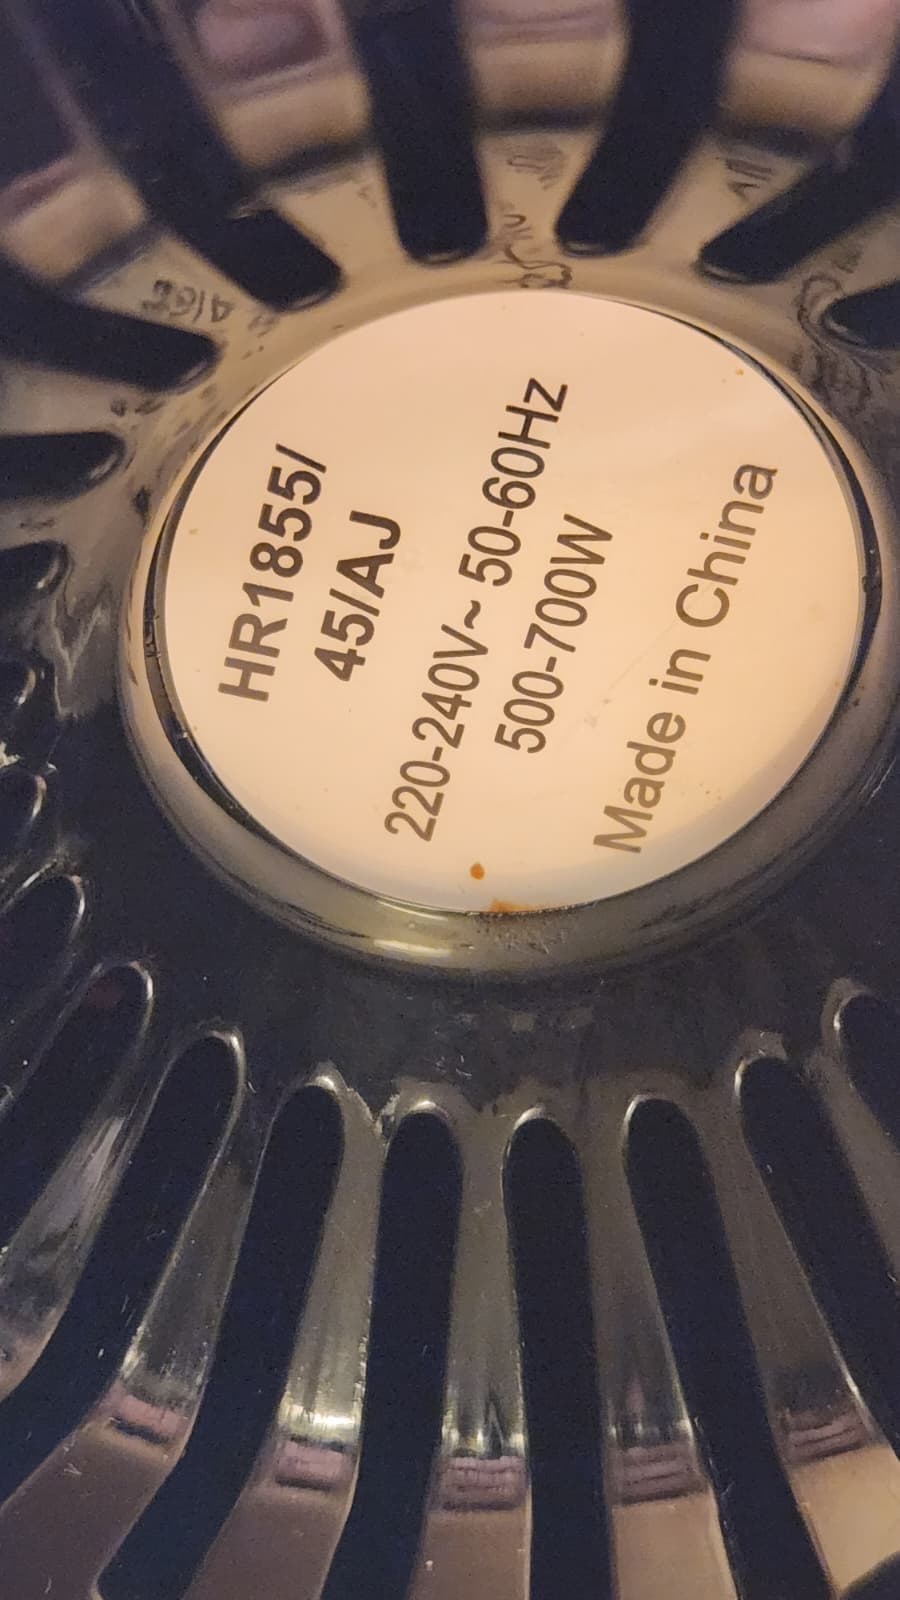 HR1855/
45/AJ
220-240V~ 50-60Hz
500-700W
Made in China